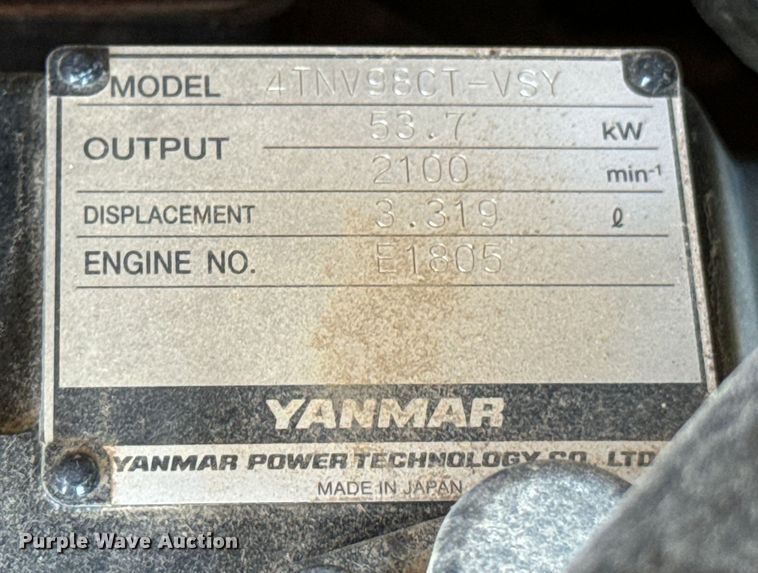 MODEL 4TNV98CT-VSY
OUTPUT 53.7 kW
2100 min-1
DISPLACEMENT 3.319 ℓ
ENGINE NO. E1805
YANMAR
YANMAR POWER TECHNOLOGY CO., LTD.
MADE IN JAPAN
Purple Wave Auction